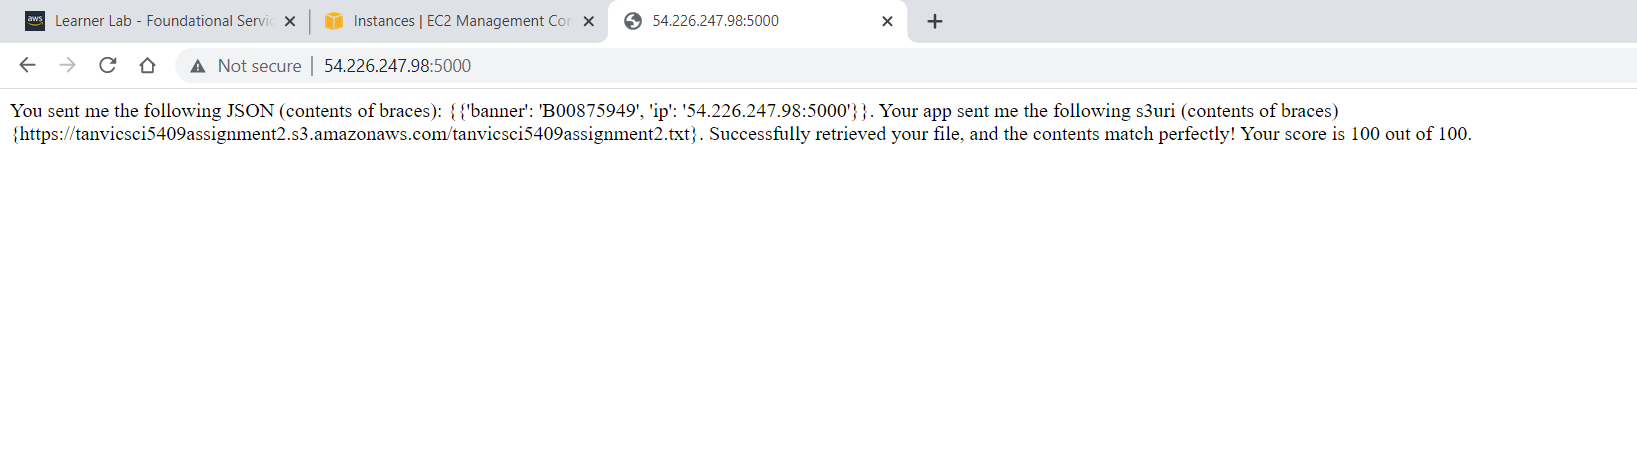 aws Learner Lab - Foundational Servic
Instances | EC2 Management Con
54.226.247.98:5000
Not secure | 54.226.247.98:5000
You sent me the following JSON (contents of braces): {{'banner': 'B00875949', 'ip': '54.226.247.98:5000'}}. Your app sent me the following s3uri (contents of braces)
{https://tanvicsci5409assignment2.s3.amazonaws.com/tanvicsci5409assignment2.txt}. Successfully retrieved your file, and the contents match perfectly! Your score is 100 out of 100.